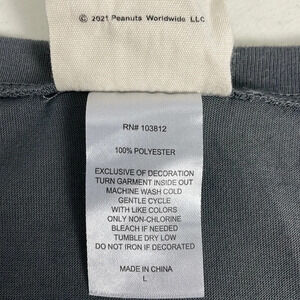 © 2021 Peanuts Worldwide LLC
RN# 103812
100% POLYESTER
EXCLUSIVE OF DECORATION
TURN GARMENT INSIDE OUT
MACHINE WASH COLD
GENTLE CYCLE
WITH LIKE COLORS
ONLY NON-CHLORINE
BLEACH IF NEEDED
TUMBLE DRY LOW
DO NOT IRON IF DECORATED
MADE IN CHINA
L